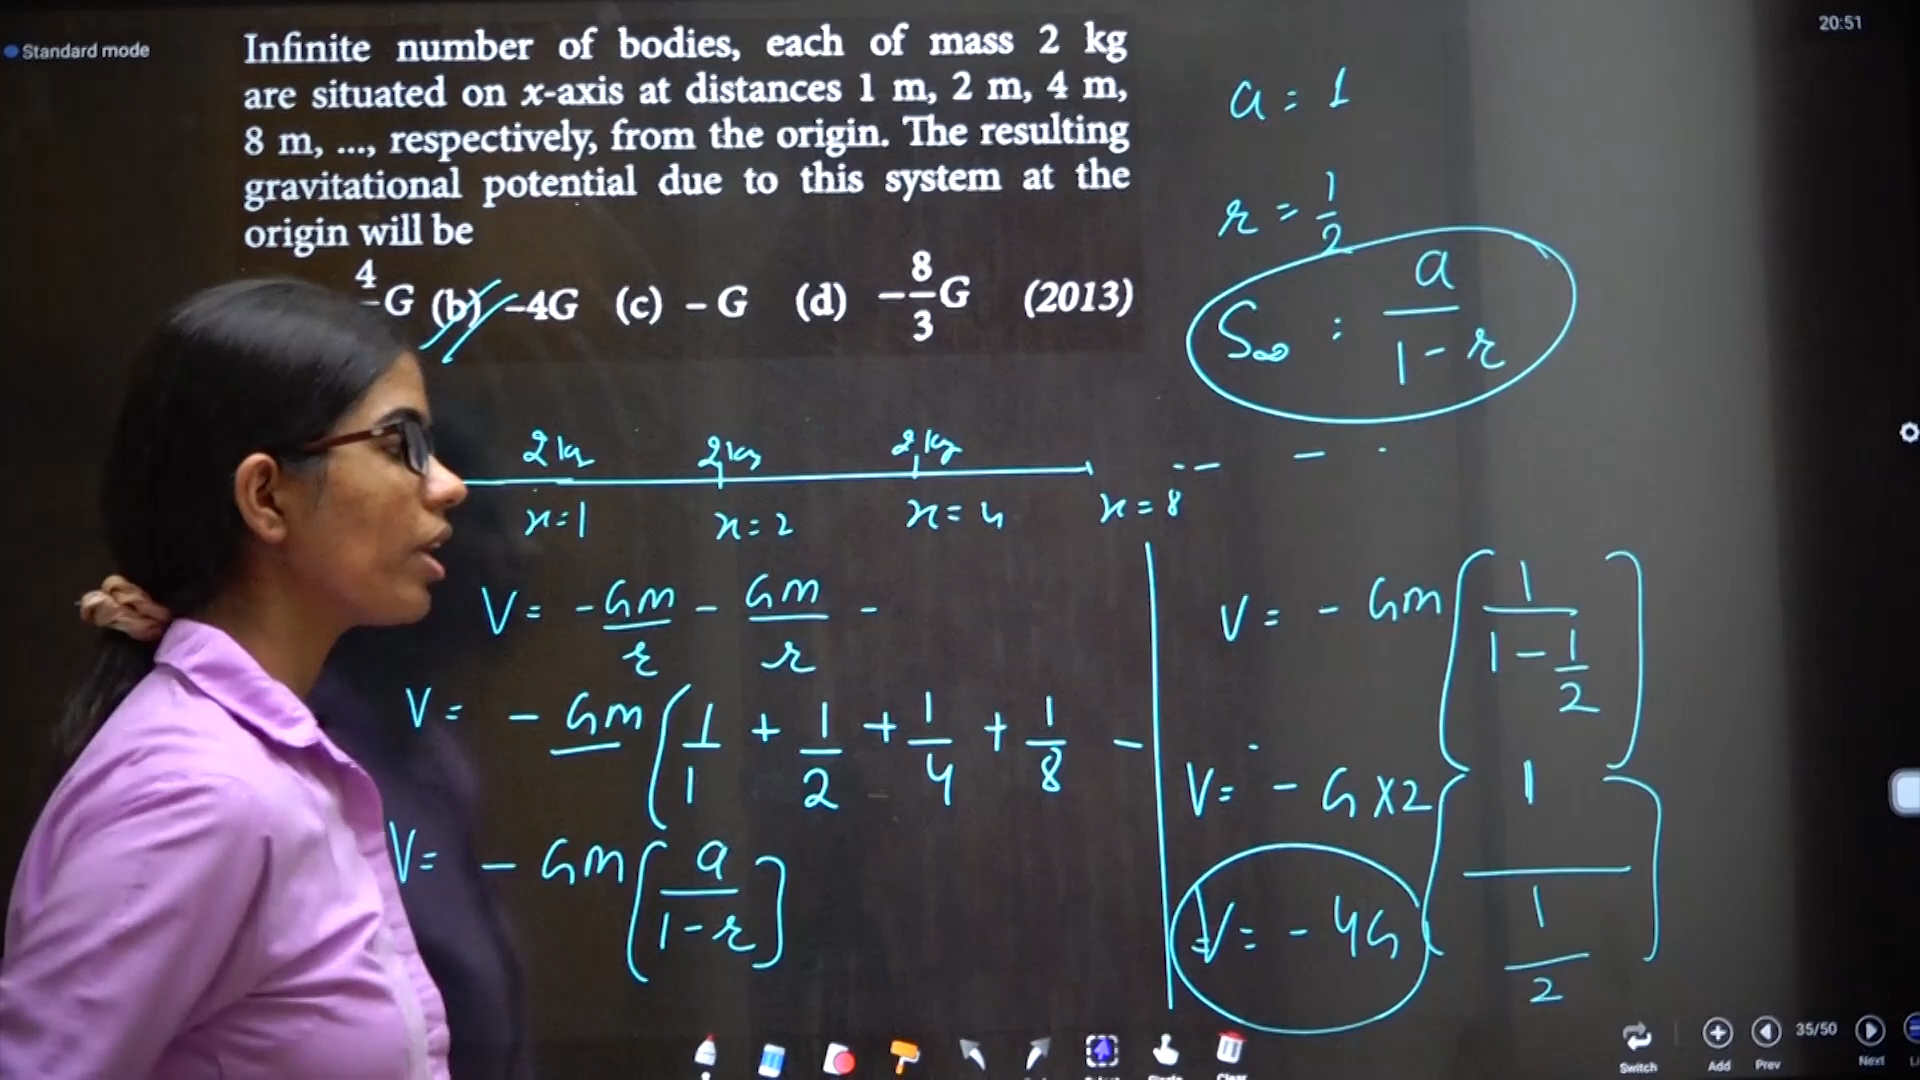 Standard mode
20:51
Infinite number of bodies, each of mass 2 kg
are situated on x-axis at distances 1 m, 2 m, 4 m,
8 m, ..., respectively, from the origin. The resulting
gravitational potential due to this system at the
origin will be
4/ G (b) -4G (c) - G (d) -8/3 G (2013)
a = 1
r = 1/2
S∞ = a/(1-r)
2kg 2kg 2kg
x=1 x=2 x=4 x=8
V = -Gm/r - Gm/r -
V = -Gm (1/1 + 1/2 + 1/4 + 1/8 -
V = -Gm [a/(1-r)]
V = -Gm [1/(1-1/2)]
V = -G×2 {1/(1/2)}
V = -4G
Switch
Add
Prev
35/50
Next